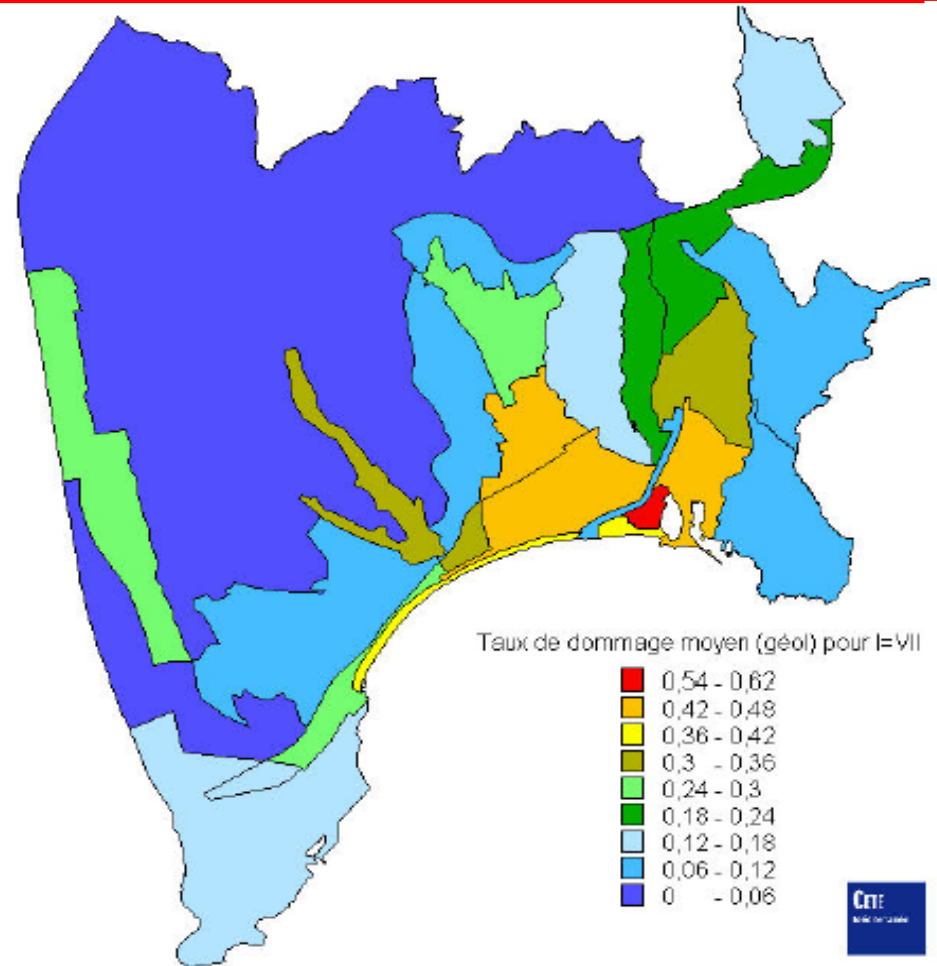 Taux de dommage moyen (géol) pour I=VII
0,54 - 0,62
0,42 - 0,48
0,36 - 0,42
0,3 - 0,36
0,24 - 0,3
0,18 - 0,24
0,12 - 0,18
0,06 - 0,12
0 - 0,06
CETE